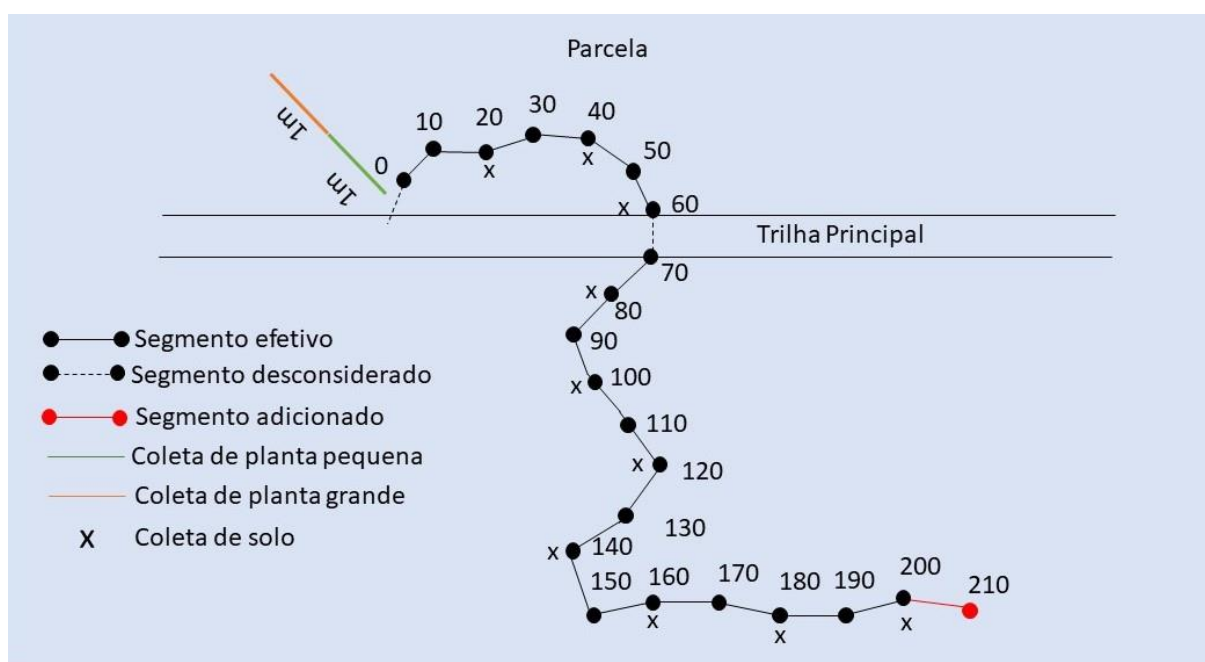 Parcela
1m
1m
0
10
20
30
40
50
60
x
x
x
Trilha Principal
70
x
80
90
x
100
110
x
120
130
x
140
150
160
170
180
190
200
210
x
x
x
Segmento efetivo
Segmento desconsiderado
Segmento adicionado
Coleta de planta pequena
Coleta de planta grande
x Coleta de solo